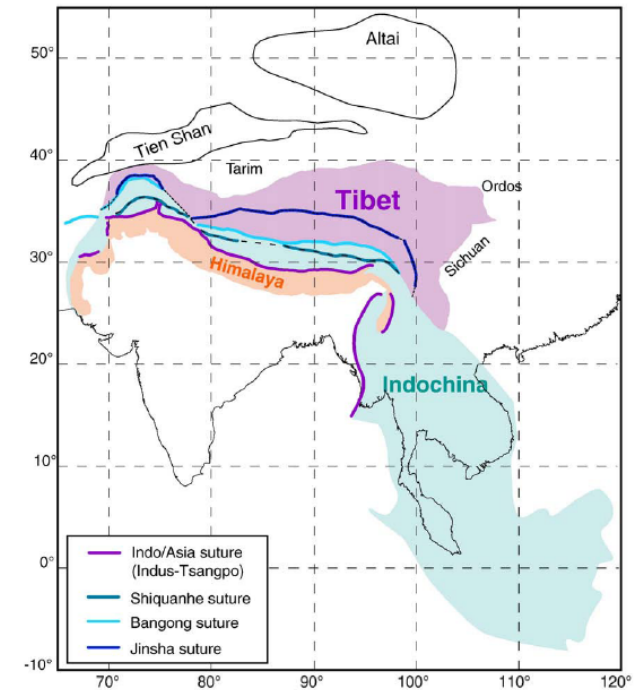 Altai
50°
Tien Shan
40°
Tarim
Ordos
Tibet
Sichuan
30°
Himalaya
20°
Indochina
10°
Indo/Asia suture
(Indus-Tsangpo)
0°
Shiquanhe suture
Bangong suture
Jinsha suture
-10°
70° 80° 90° 100° 110° 120°